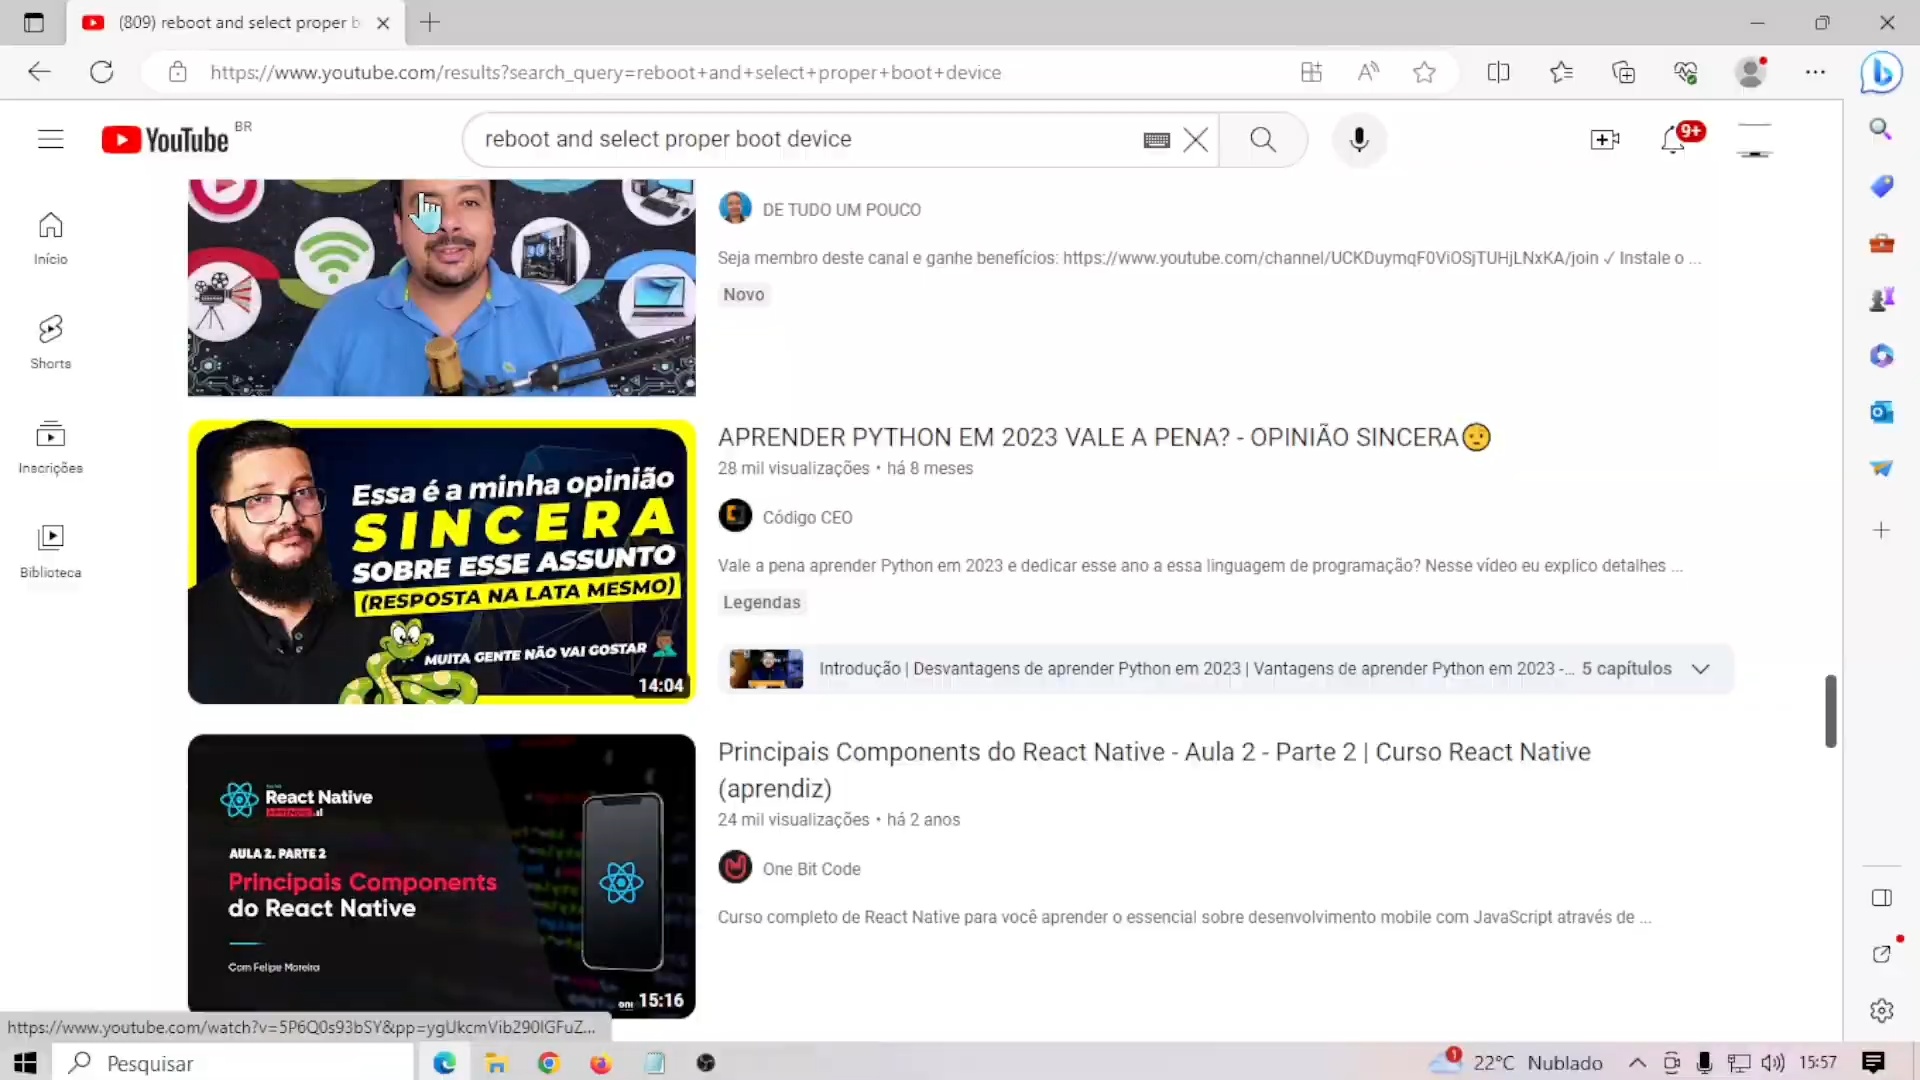 (809) reboot and select proper b
https://www.youtube.com/results?search_query=reboot+and+select+proper+boot+device
YouTube BR
reboot and select proper boot device
9+
Início
Shorts
Inscrições
Biblioteca
DE TUDO UM POUCO
Seja membro deste canal e ganhe benefícios: https://www.youtube.com/channel/UCKDuymqF0ViOSjTUHjLNxKA/join ✓ Instale o ...
Novo
Essa é a minha opinião
SINCERA
SOBRE ESSE ASSUNTO
(RESPOSTA NA LATA MESMO)
MUITA GENTE NÃO VAI GOSTAR
14:04
APRENDER PYTHON EM 2023 VALE A PENA? - OPINIÃO SINCERA
28 mil visualizações • há 8 meses
Código CEO
Vale a pena aprender Python em 2023 e dedicar esse ano a essa linguagem de programação? Nesse vídeo eu explico detalhes ...
Legendas
Introdução | Desvantagens de aprender Python em 2023 | Vantagens de aprender Python em 2023 -... 5 capítulos
React Native
AULA 2. PARTE 2
Principais Components
do React Native
Com Felipe Moreira
15:16
Principais Components do React Native - Aula 2 - Parte 2 | Curso React Native
(aprendiz)
24 mil visualizações • há 2 anos
One Bit Code
Curso completo de React Native para você aprender o essencial sobre desenvolvimento mobile com JavaScript através de ...
https://www.youtube.com/watch?v=5P6Q0s93bSY&pp=ygUkcmVib290IGFuZ...
Pesquisar
1
22°C Nublado
15:57